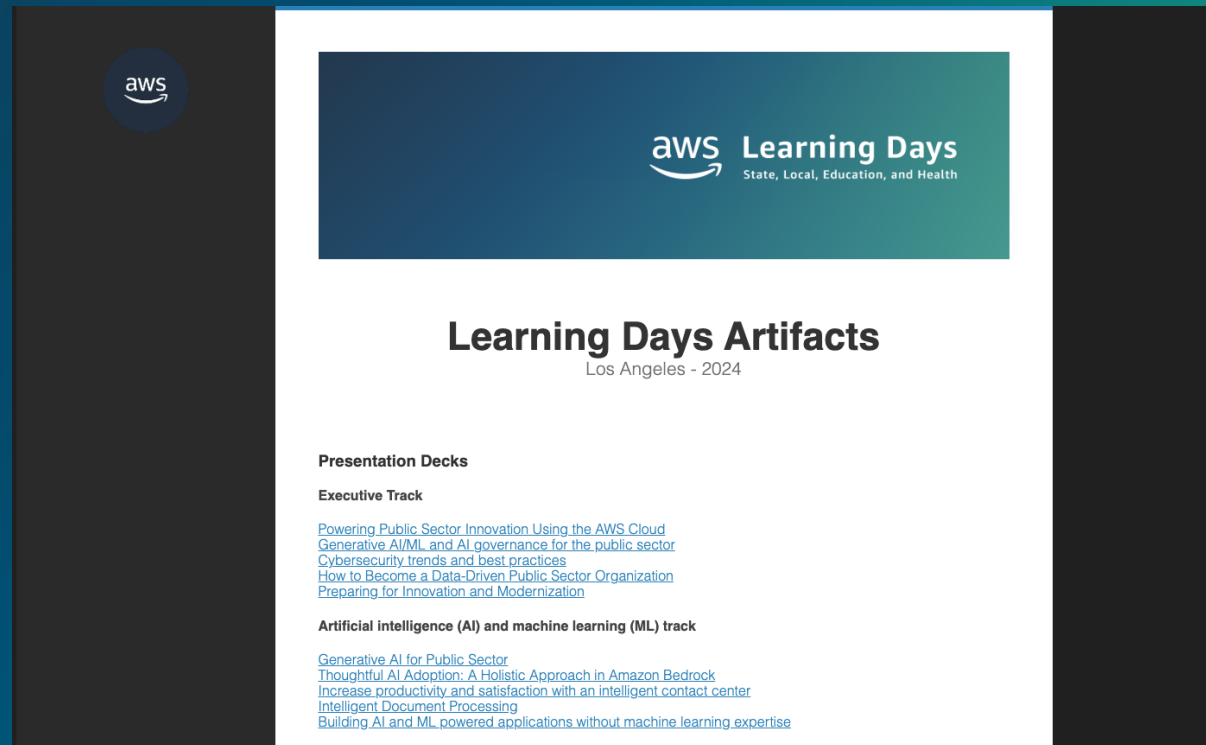 aws
aws Learning Days
State, Local, Education, and Health
Learning Days Artifacts
Los Angeles - 2024
Presentation Decks
Executive Track
Powering Public Sector Innovation Using the AWS Cloud
Generative AI/ML and AI governance for the public sector
Cybersecurity trends and best practices
How to Become a Data-Driven Public Sector Organization
Preparing for Innovation and Modernization
Artificial intelligence (AI) and machine learning (ML) track
Generative AI for Public Sector
Thoughtful AI Adoption: A Holistic Approach in Amazon Bedrock
Increase productivity and satisfaction with an intelligent contact center
Intelligent Document Processing
Building AI and ML powered applications without machine learning expertise